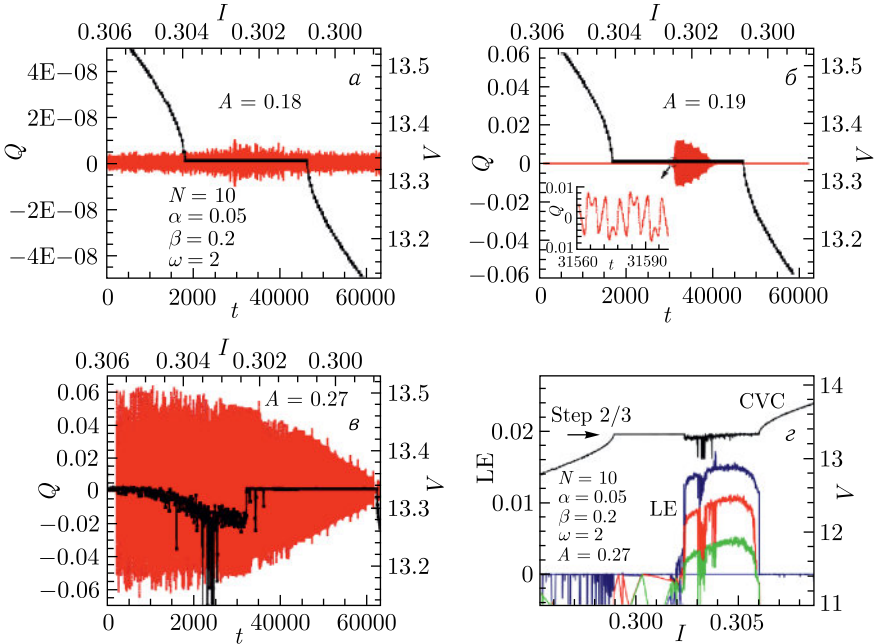 I
0.306 0.304 0.302 0.300
4E−08
2E−08
0
−2E−08
−4E−08
Q
13.5
13.4
13.3
13.2
V
а
A = 0.18
N = 10
α = 0.05
β = 0.2
ω = 2
0 20000 40000 60000
t
I
0.306 0.304 0.302 0.300
0.06
0.04
0.02
0
−0.02
−0.04
−0.06
Q
13.5
13.4
13.3
13.2
V
б
A = 0.19
0.01
0
0.01
Q
31560 t 31590
0 20000 40000 60000
t
I
0.306 0.304 0.302 0.300
0.06
0.04
0.02
0
−0.02
−0.04
−0.06
Q
13.5
13.4
13.3
13.2
V
A = 0.27
в
0 20000 40000 60000
t
0.02
0.01
0
LE
14
13
12
11
V
CVC
Step 2/3
г
N = 10
α = 0.05
β = 0.2
ω = 2
A = 0.27
LE
0.300 I 0.305